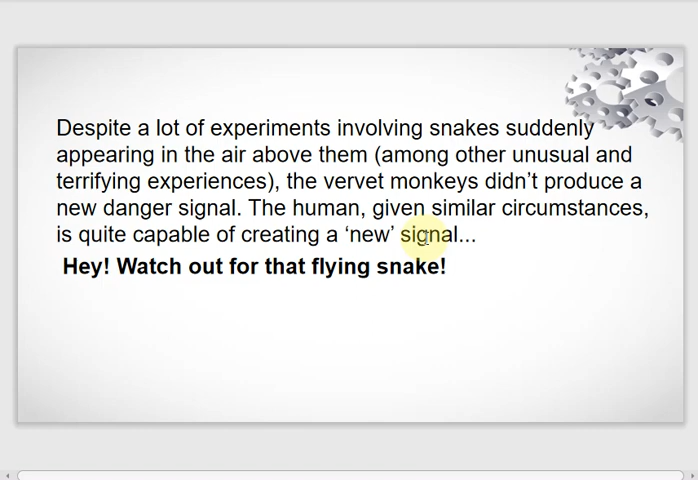 Despite a lot of experiments involving snakes suddenly
appearing in the air above them (among other unusual and
terrifying experiences), the vervet monkeys didn’t produce a
new danger signal. The human, given similar circumstances,
is quite capable of creating a ‘new’ signal...
Hey! Watch out for that flying snake!